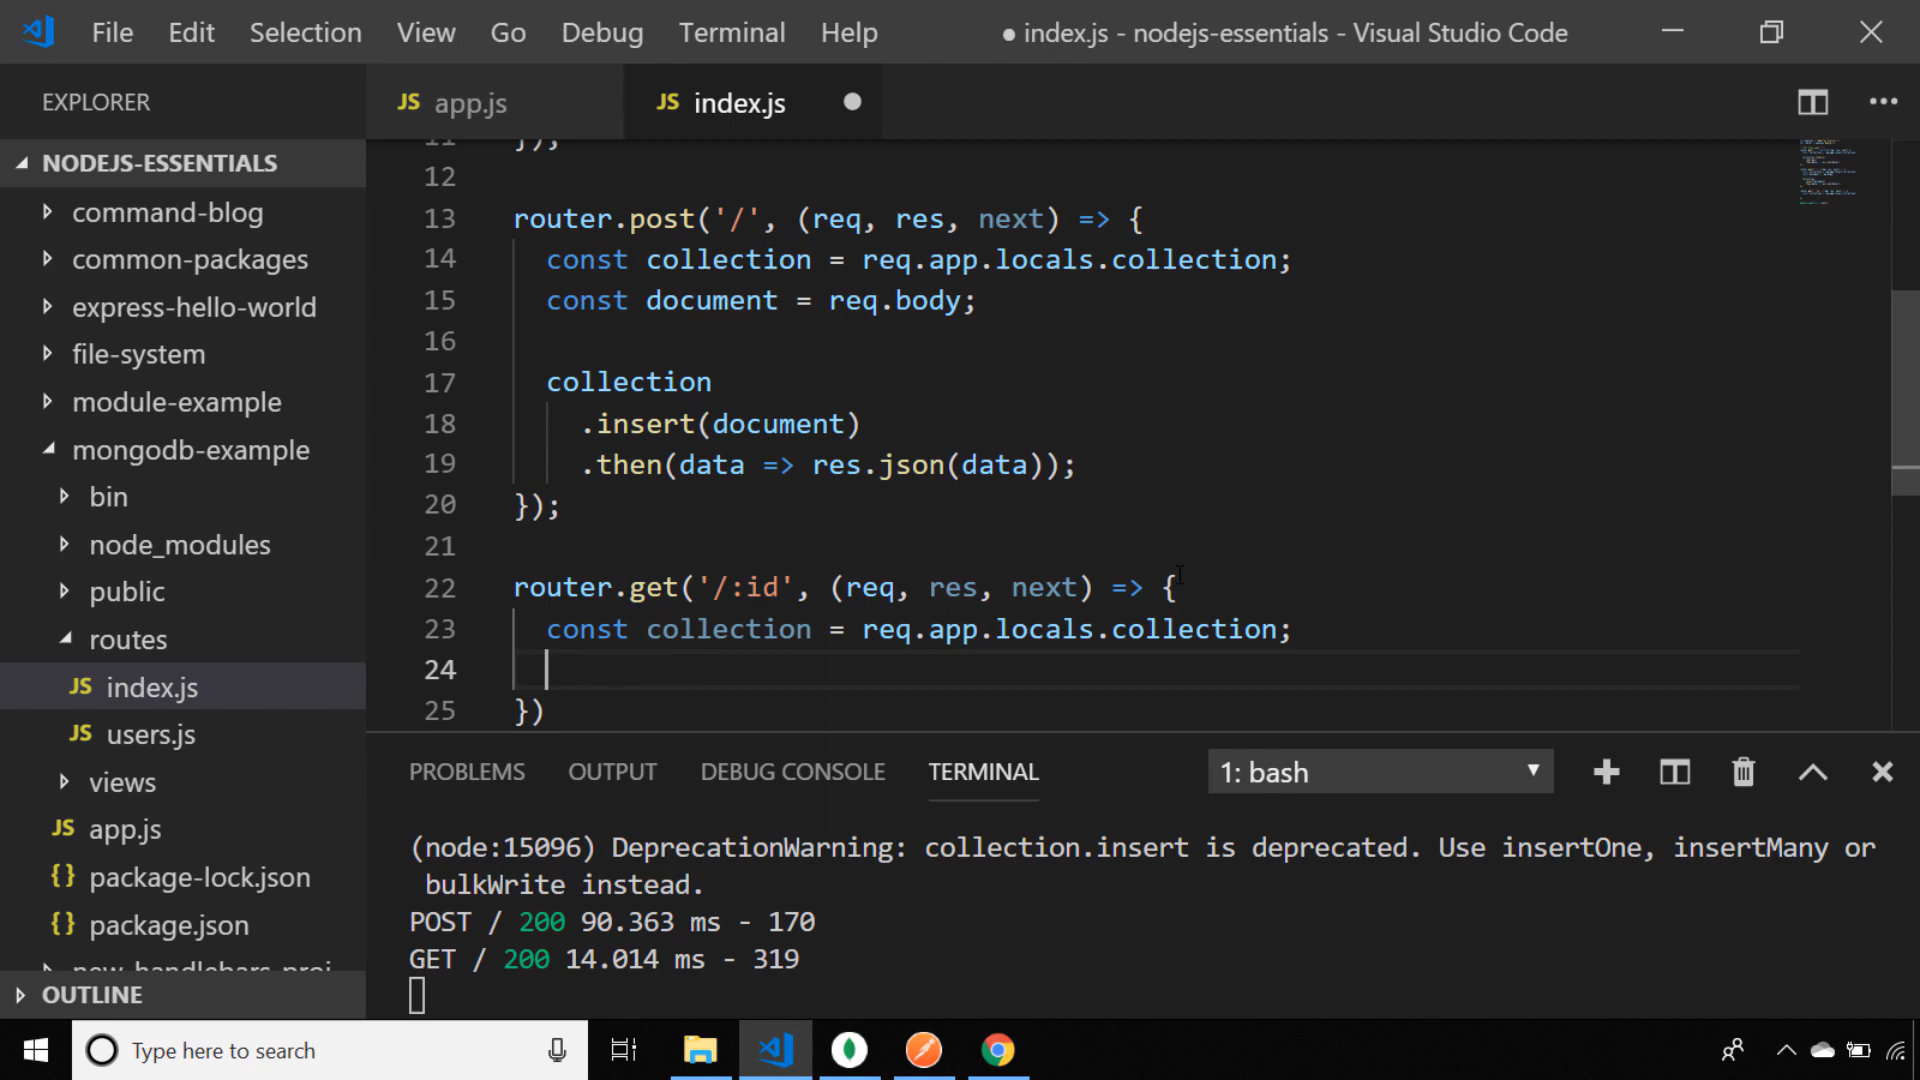 File Edit Selection View Go Debug Terminal Help ● index.js - nodejs-essentials - Visual Studio Code
EXPLORER
JS app.js
JS index.js
NODEJS-ESSENTIALS
command-blog
common-packages
express-hello-world
file-system
module-example
mongodb-example
bin
node_modules
public
routes
JS index.js
JS users.js
views
JS app.js
{} package-lock.json
{} package.json
new_handlebars_proj
OUTLINE
11 });
12
13 router.post('/', (req, res, next) => {
14 const collection = req.app.locals.collection;
15 const document = req.body;
16
17 collection
18 .insert(document)
19 .then(data => res.json(data));
20 });
21
22 router.get('/:id', (req, res, next) => {
23 const collection = req.app.locals.collection;
24
25 })
PROBLEMS OUTPUT DEBUG CONSOLE TERMINAL 1: bash
(node:15096) DeprecationWarning: collection.insert is deprecated. Use insertOne, insertMany or
bulkWrite instead.
POST / 200 90.363 ms - 170
GET / 200 14.014 ms - 319
Type here to search